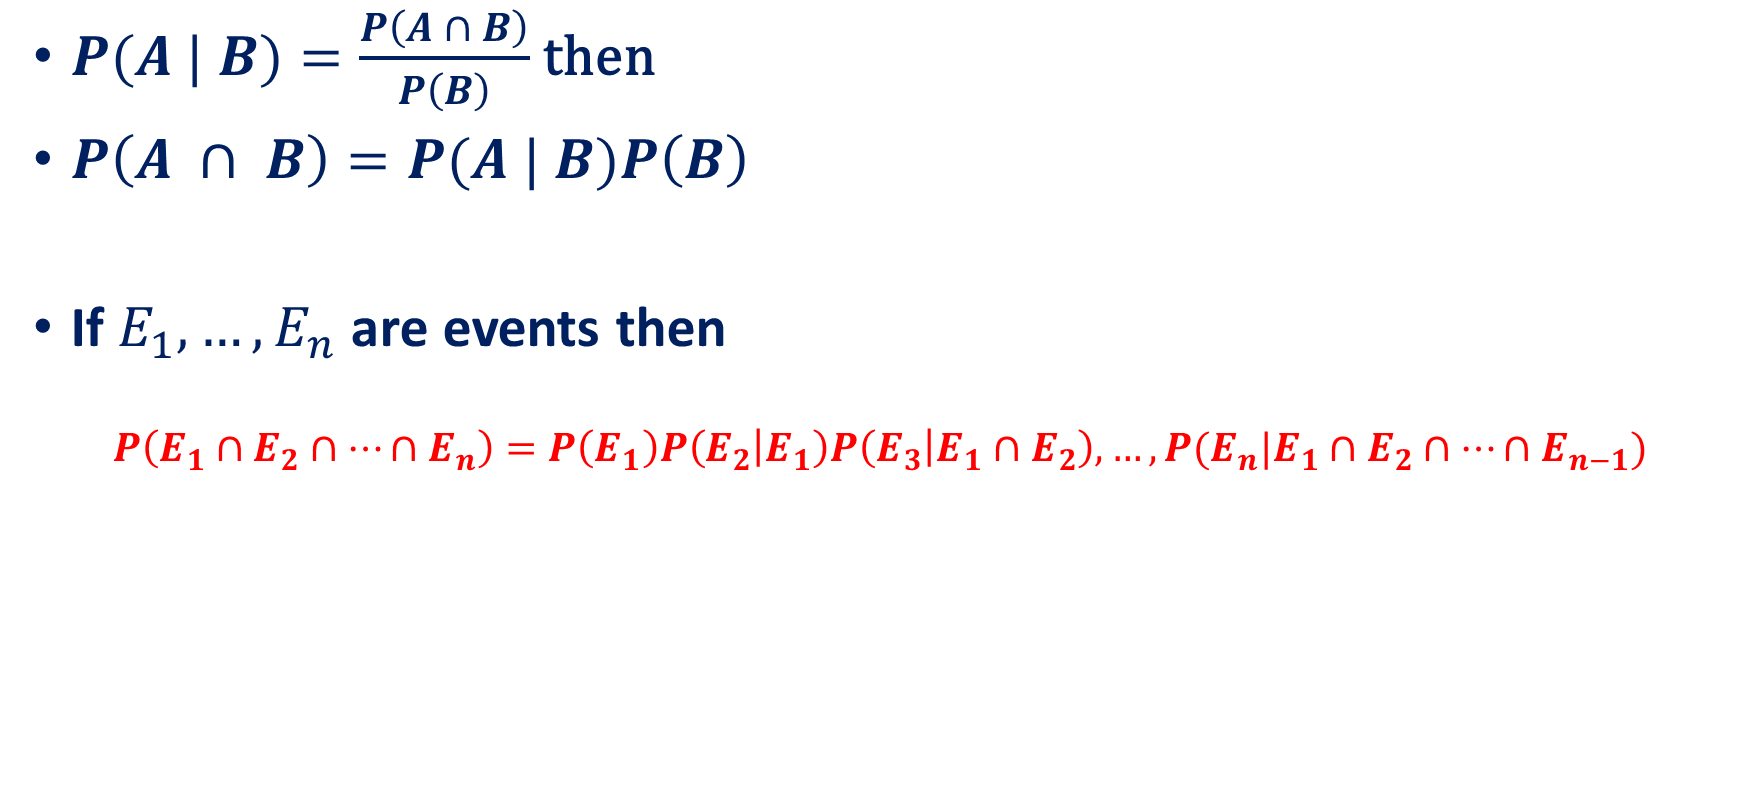 • P(A | B) = P(A ∩ B)/P(B) then
• P(A ∩ B) = P(A | B)P(B)
• If E₁, … , Eₙ are events then
P(E₁ ∩ E₂ ∩ ⋯ ∩ Eₙ) = P(E₁)P(E₂|E₁)P(E₃|E₁ ∩ E₂), … , P(Eₙ|E₁ ∩ E₂ ∩ ⋯ ∩ Eₙ₋₁)